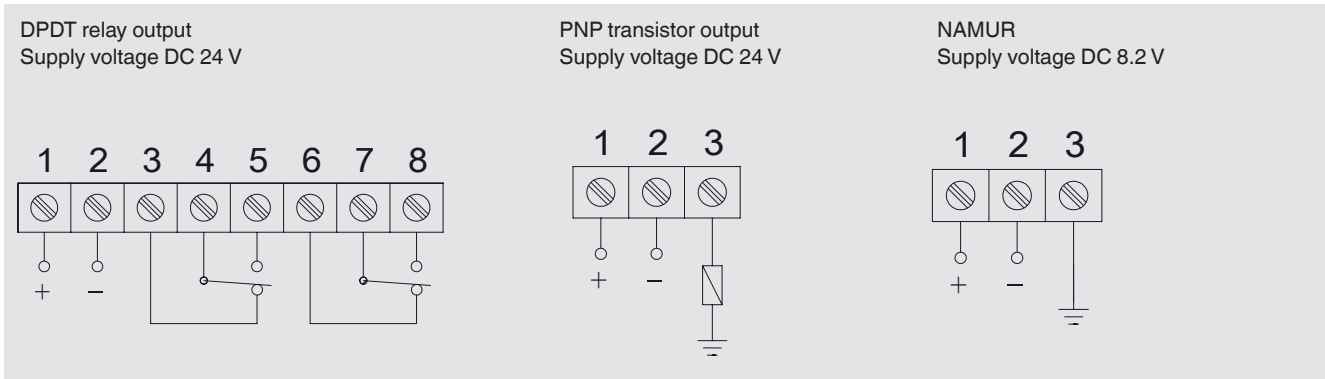 DPDT relay output
Supply voltage DC 24 V
1 2 3 4 5 6 7 8
+ −
PNP transistor output
Supply voltage DC 24 V
1 2 3
+ −
NAMUR
Supply voltage DC 8.2 V
1 2 3
+ −